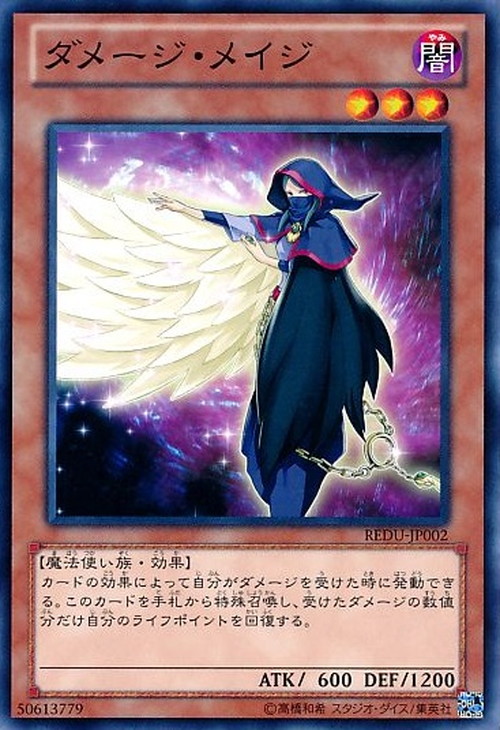 ダメージ・メイジ
やみ
闇
REDU-JP002
【魔法使い族・効果】
カードの効果によって自分がダメージを受けた時に発動でき
る。このカードを手札から特殊召喚し、受けたダメージの数値
分だけ自分のライフポイントを回復する。
ATK/ 600 DEF/1200
50613779
©高橋和希 スタジオ・ダイス/集英社